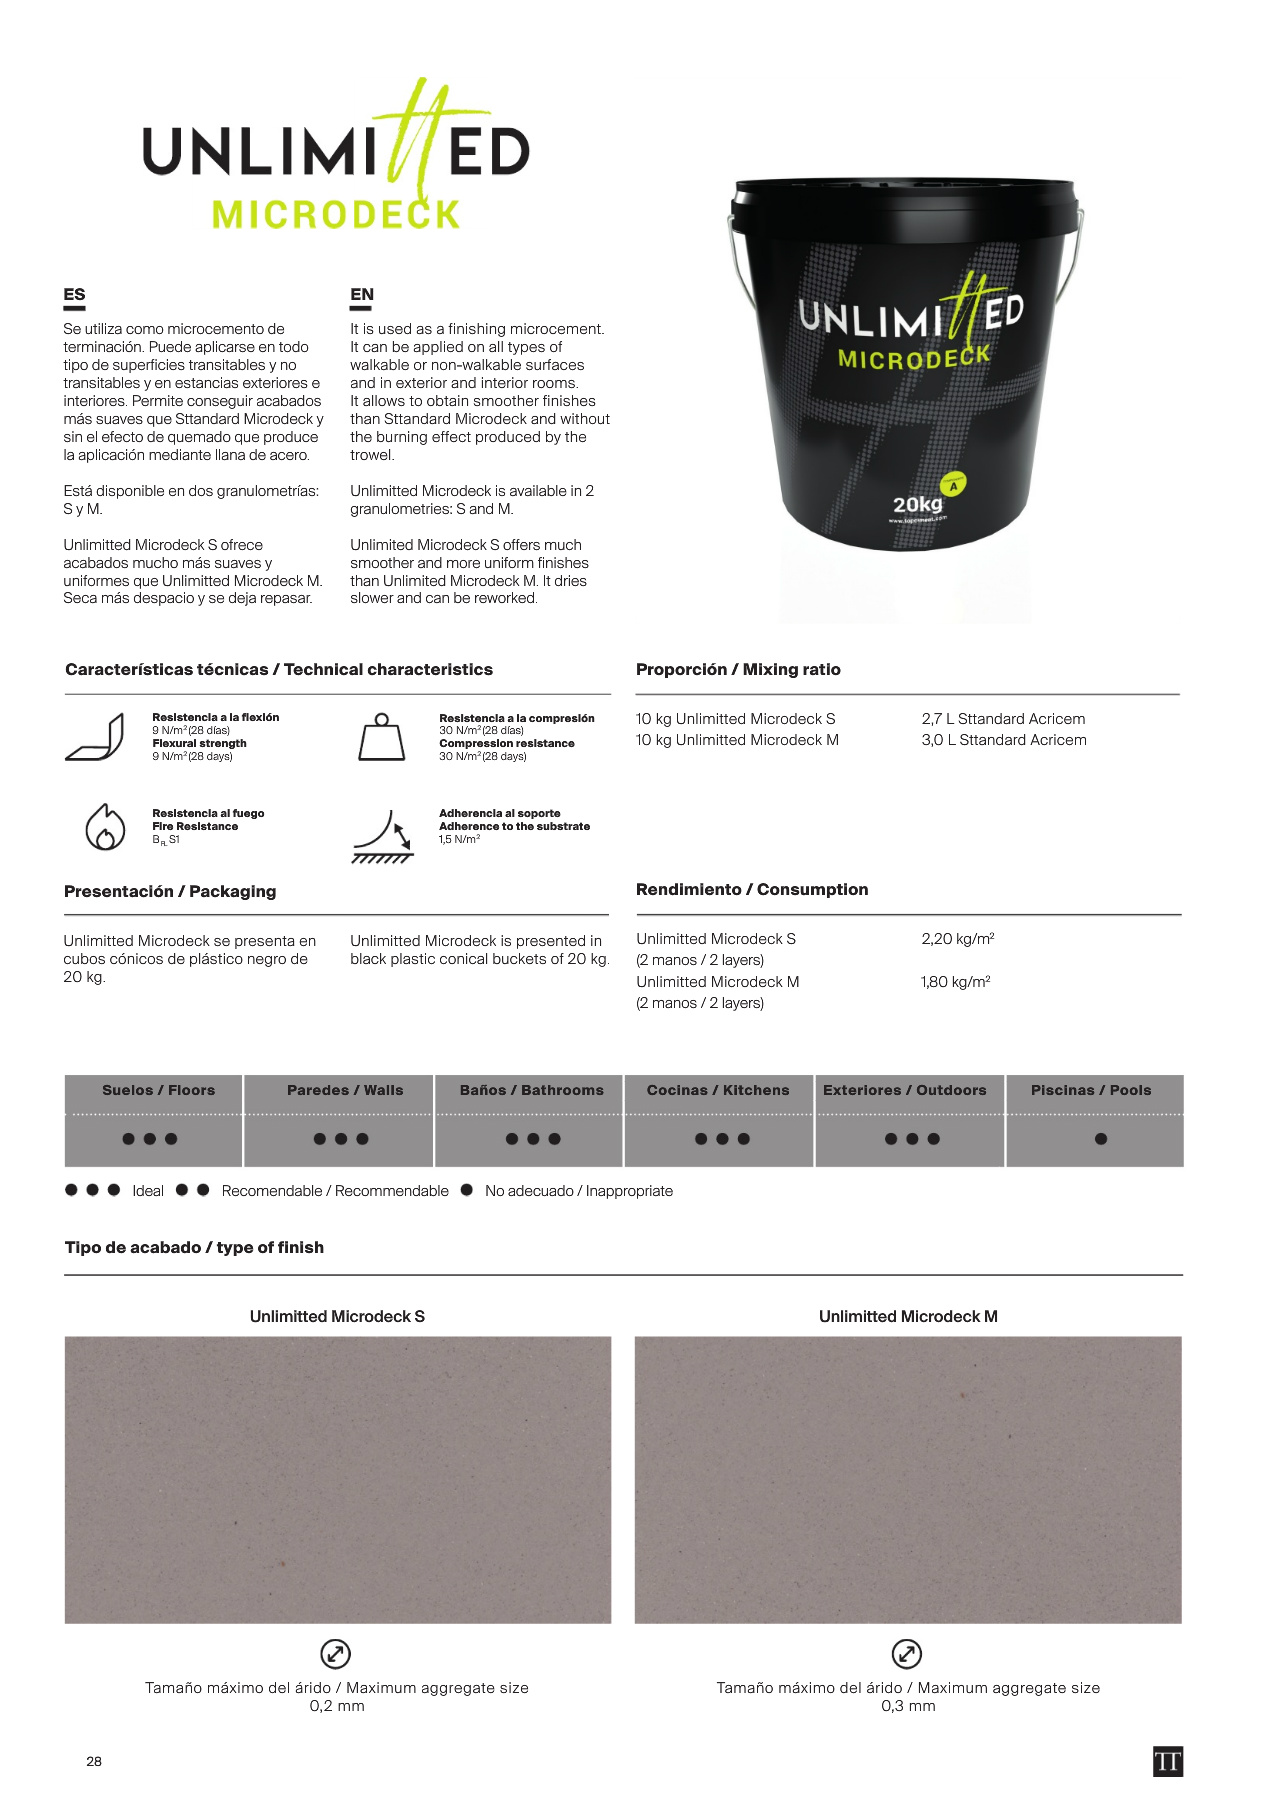 UNLIMITTED
MICRODECK
UNLIMITTED
MICRODECK
A
20kg
www.topciment.com
ES
Se utiliza como microcemento de
terminación. Puede aplicarse en todo
tipo de superficies transitables y no
transitables y en estancias exteriores e
interiores. Permite conseguir acabados
más suaves que Sttandard Microdeck y
sin el efecto de quemado que produce
la aplicación mediante llana de acero.
Está disponible en dos granulometrías:
S y M.
Unlimitted Microdeck S ofrece
acabados mucho más suaves y
uniformes que Unlimitted Microdeck M.
Seca más despacio y se deja repasar.
EN
It is used as a finishing microcement.
It can be applied on all types of
walkable or non-walkable surfaces
and in exterior and interior rooms.
It allows to obtain smoother finishes
than Sttandard Microdeck and without
the burning effect produced by the
trowel.
Unlimitted Microdeck is available in 2
granulometries: S and M.
Unlimited Microdeck S offers much
smoother and more uniform finishes
than Unlimited Microdeck M. It dries
slower and can be reworked.
Características técnicas / Technical characteristics
Resistencia a la flexión
9 N/m² (28 días)
Flexural strength
9 N/m² (28 days)
Resistencia a la compresión
30 N/m² (28 días)
Compression resistance
30 N/m² (28 days)
Resistencia al fuego
Fire Resistance
B FL S1
Adherencia al soporte
Adherence to the substrate
1,5 N/m²
Proporción / Mixing ratio
10 kg Unlimitted Microdeck S 2,7 L Sttandard Acricem
10 kg Unlimitted Microdeck M 3,0 L Sttandard Acricem
Presentación / Packaging
Unlimitted Microdeck se presenta en
cubos cónicos de plástico negro de
20 kg.
Unlimitted Microdeck is presented in
black plastic conical buckets of 20 kg.
Rendimiento / Consumption
Unlimitted Microdeck S 2,20 kg/m²
(2 manos / 2 layers)
Unlimitted Microdeck M 1,80 kg/m²
(2 manos / 2 layers)
Suelos / Floors Paredes / Walls Baños / Bathrooms Cocinas / Kitchens Exteriores / Outdoors Piscinas / Pools
● ● ● ● ● ● ● ● ● ● ● ● ● ● ● ●
● ● ● Ideal ● ● Recomendable / Recommendable ● No adecuado / Inappropriate
Tipo de acabado / type of finish
Unlimitted Microdeck S
Unlimitted Microdeck M
Tamaño máximo del árido / Maximum aggregate size
0,2 mm
Tamaño máximo del árido / Maximum aggregate size
0,3 mm
28
TT